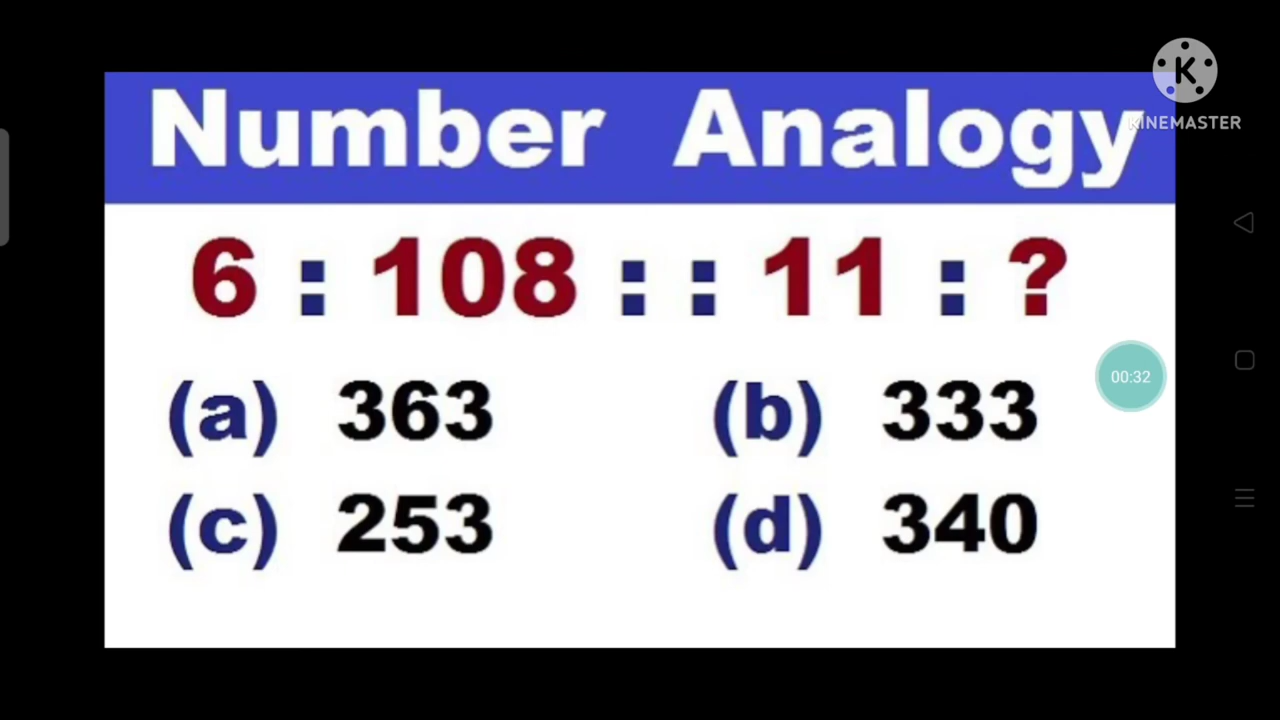 Number Analogy
KINEMASTER
6 : 108 : : 11 : ?
00:32
(a) 363 (b) 333
(c) 253 (d) 340